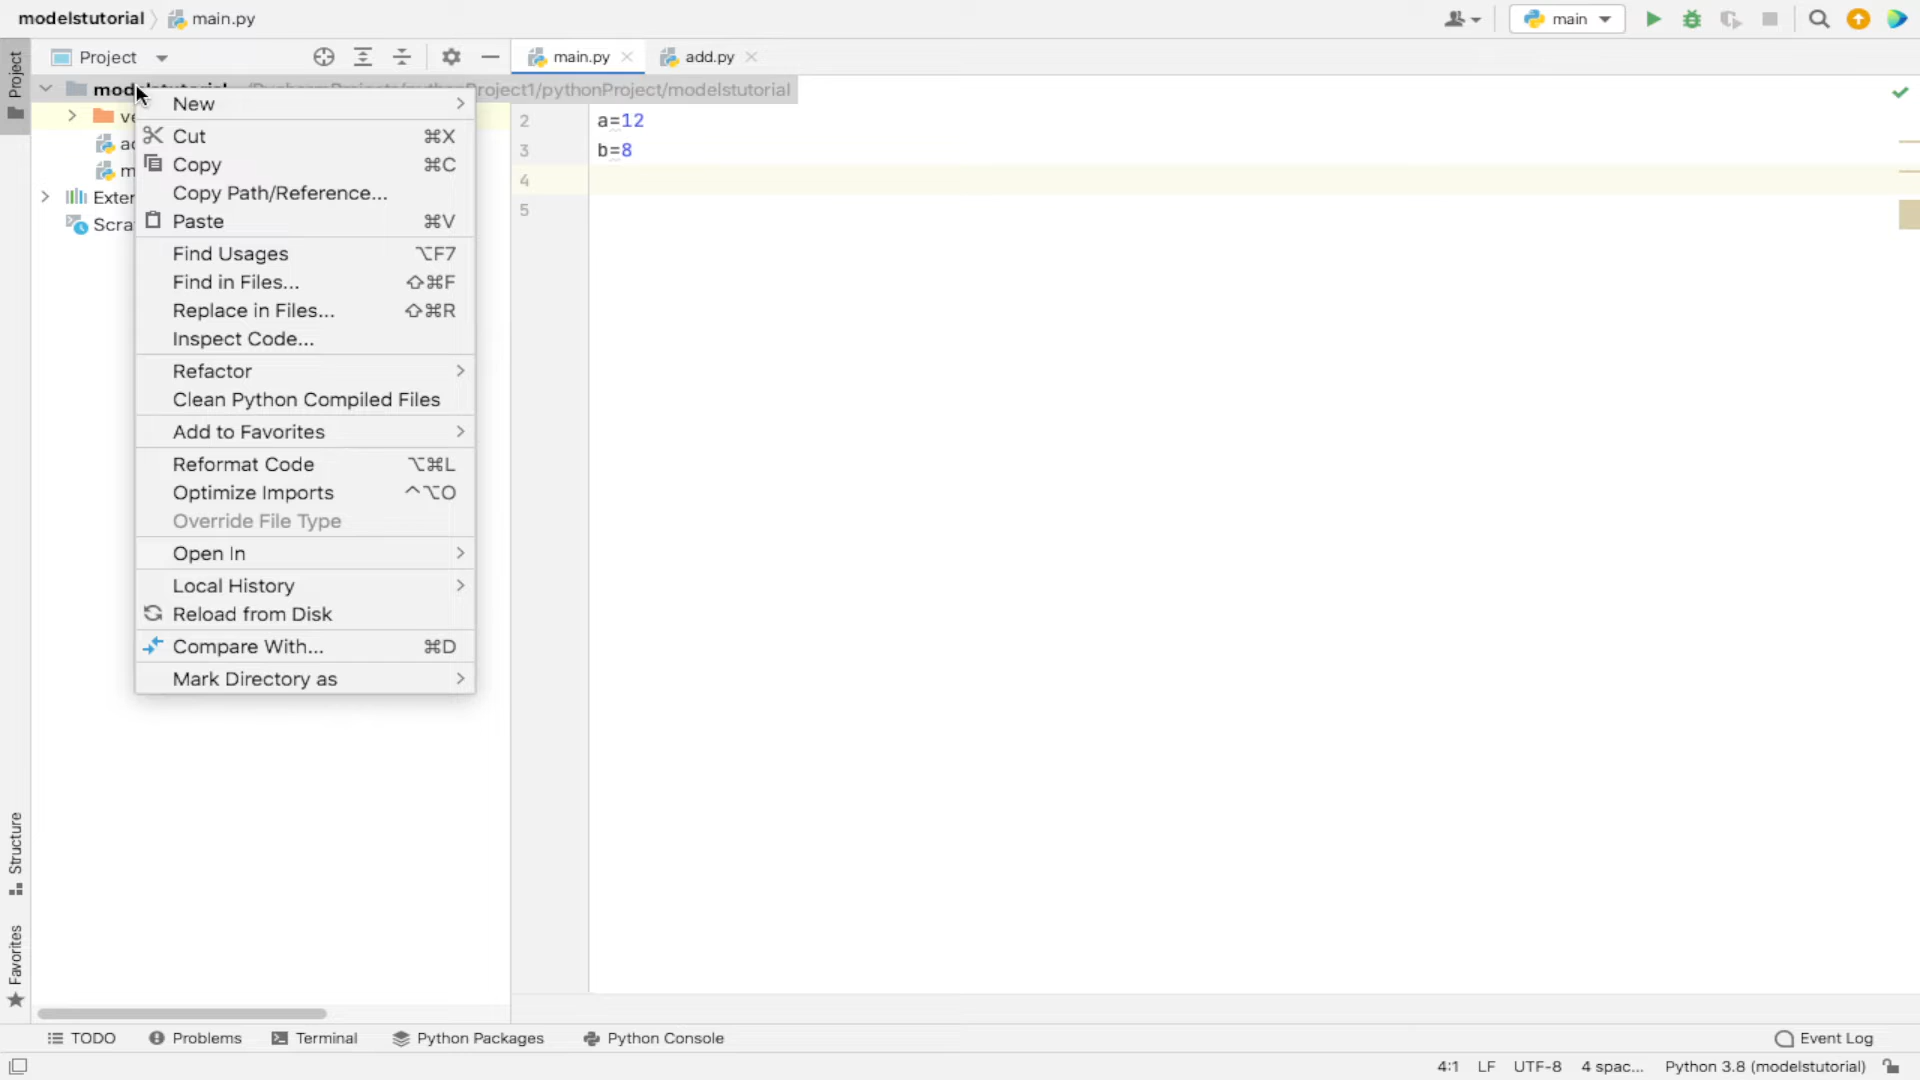 modelstutorial main.py
main
Project
Project
main.py
add.py
/pythonProject/modelstutorial
New
Cut ⌘X
Copy ⌘C
Copy Path/Reference...
Paste ⌘V
Find Usages ⌥F7
Find in Files... ⇧⌘F
Replace in Files... ⇧⌘R
Inspect Code...
Refactor
Clean Python Compiled Files
Add to Favorites
Reformat Code ⌥⌘L
Optimize Imports ^⌥O
Override File Type
Open In
Local History
Reload from Disk
Compare With... ⌘D
Mark Directory as
2 a=12
3 b=8
4
5
Structure
Favorites
TODO
Problems
Terminal
Python Packages
Python Console
Event Log
4:1 LF UTF-8 4 spac... Python 3.8 (modelstutorial)